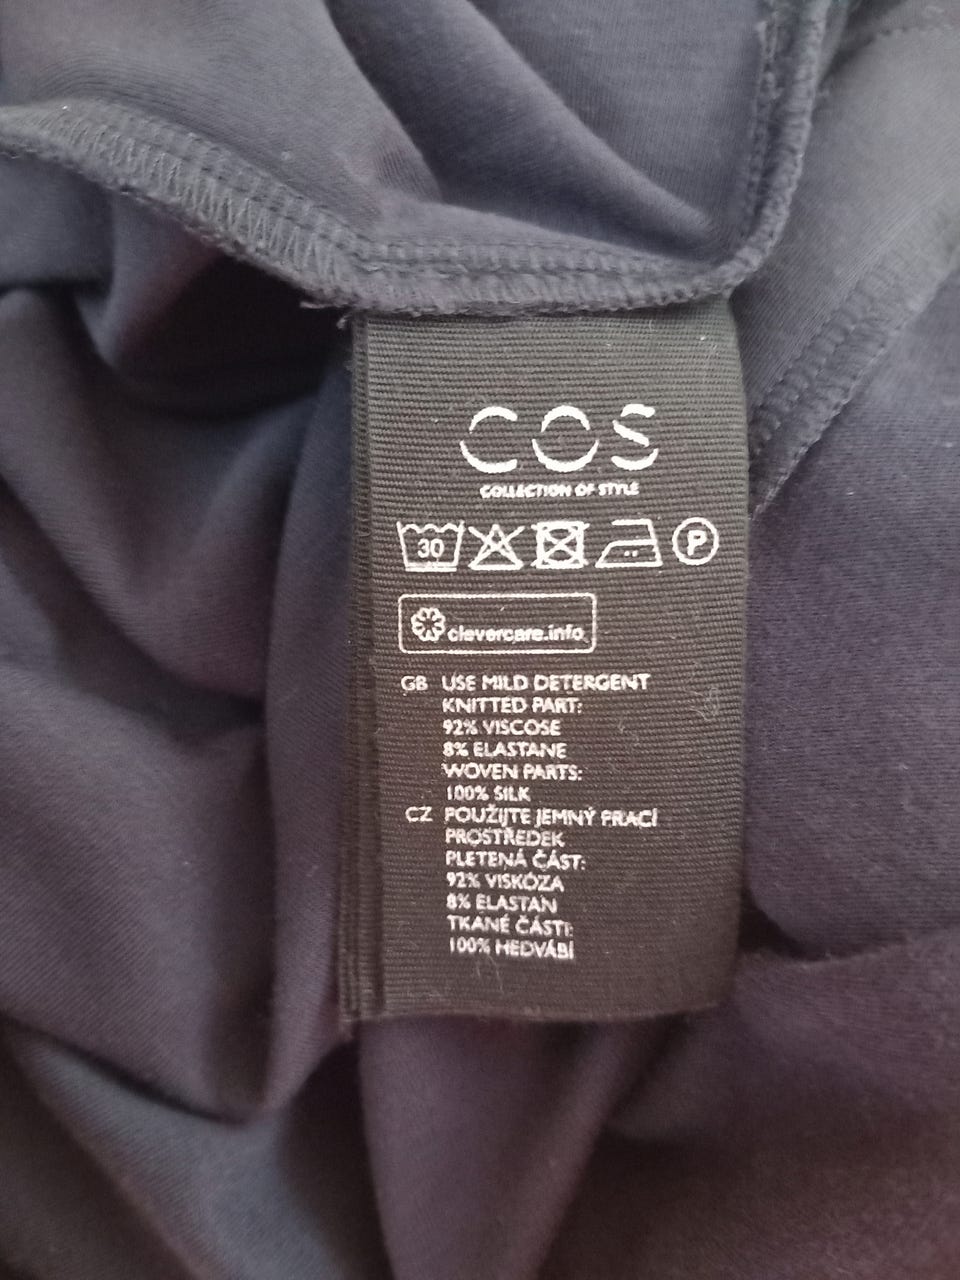 COS
COLLECTION OF STYLE
30 P
clevercare.info
GB USE MILD DETERGENT
KNITTED PART:
92% VISCOSE
8% ELASTANE
WOVEN PARTS:
100% SILK
CZ POUŽIJTE JEMNÝ PRACÍ
PROSTŘEDEK
PLETENÁ ČÁST:
92% VISKÓZA
8% ELASTAN
TKANÉ ČÁSTI:
100% HEDVÁBÍ